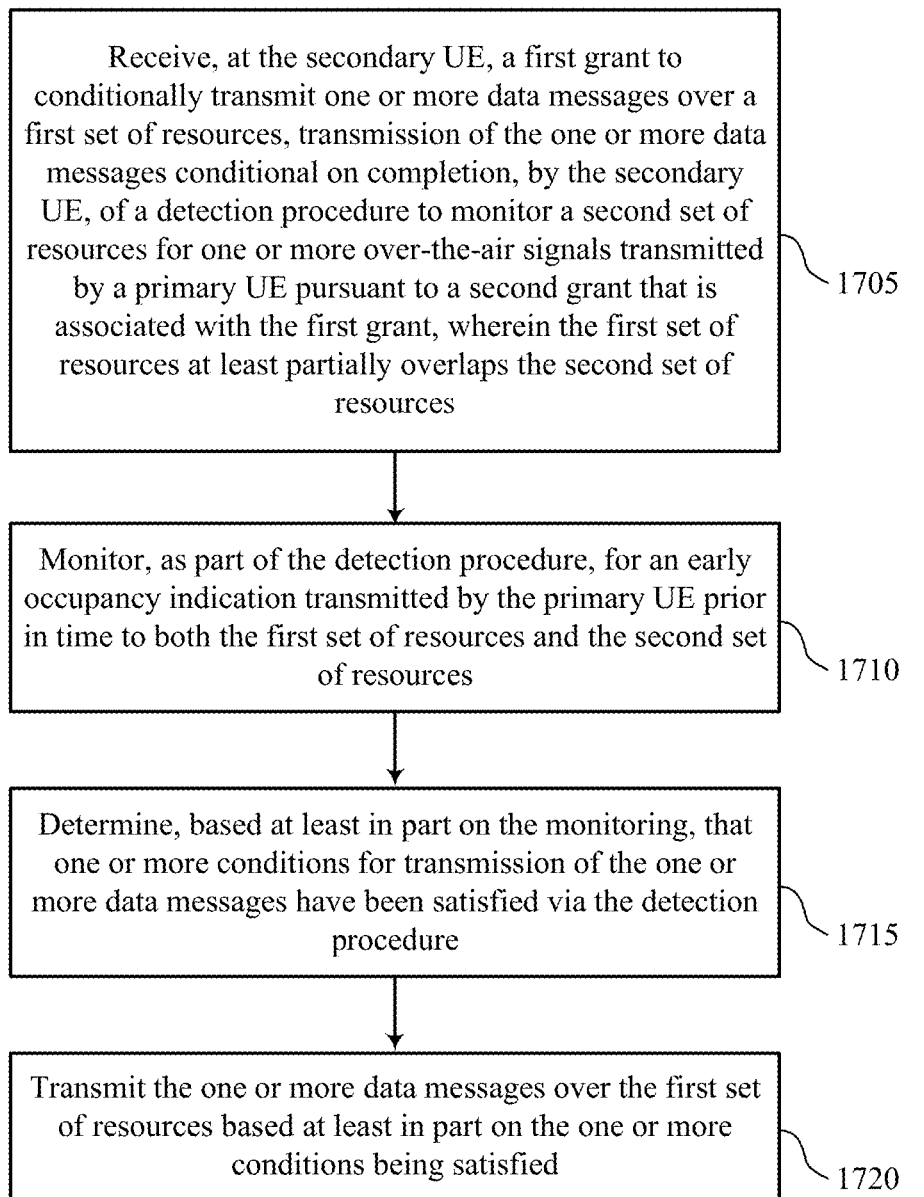 Receive, at the secondary UE, a first grant to
conditionally transmit one or more data messages over a
first set of resources, transmission of the one or more
data messages conditional on completion, by the secondary
UE, of a detection procedure to monitor a second set of
resources for one or more over-the-air signals transmitted
by a primary UE pursuant to a second grant that is
associated with the first grant, wherein the first set of
resources at least partially overlaps the second set of
resources
1705
Monitor, as part of the detection procedure, for an early
occupancy indication transmitted by the primary UE prior
in time to both the first set of resources and the second set
of resources
1710
Determine, based at least in part on the monitoring, that
one or more conditions for transmission of the one or
more data messages have been satisfied via the detection
procedure
1715
Transmit the one or more data messages over the first set
of resources based at least in part on the one or more
conditions being satisfied
1720